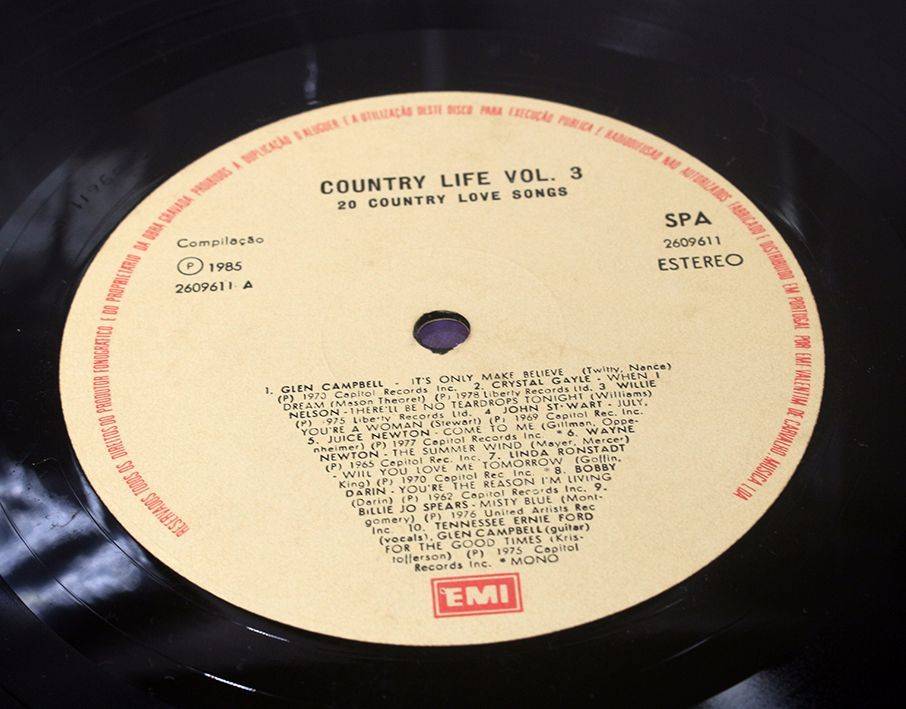 RESERVADOS TODOS OS DIREITOS DO PRODUTOR FONOGRÁFICO E DO PROPRIETÁRIO DA OBRA GRAVADA PROIBIDOS A DUPLICAÇÃO D'ALUGUER E A UTILIZAÇÃO DESTE DISCO PARA EXECUÇÃO PUBLICA E RADIODIFUSÃO NÃO AUTORIZADOS FABRICADO E DISTRIBUIDO EM PORTUGAL POR EMI-VALENTIM DE CARVALHO, MUSICA LDA
COUNTRY LIFE VOL. 3
20 COUNTRY LOVE SONGS
Compilação
Ⓟ 1985
2609611 A
SPA
2609611
ESTEREO
1. GLEN CAMPBELL - IT'S ONLY MAKE BELIEVE (Twitty, Nance)
(P) 1970 Capitol Records Inc. 2. CRYSTAL GAYLE - WHEN I
DREAM (Mason Theoret) (P) 1978 Liberty Records Ltd. 3 WILLIE
NELSON - THERE'LL BE NO TEARDROPS TONIGHT (Williams)
(P) 1975 Liberty Records Ltd. 4 JOHN ST·WART - JULY,
YOU'RE A WOMAN (Stewart) (P) 1969 Capitol Rec. Inc.
5. JUICE NEWTON - COME TO ME (Gillman, Oppe-
nheimer) (P) 1977 Capitol Records Inc. *6. WAYNE
NEWTON - THE SUMMER WIND (Mayer, Mercer)
(P) 1965 Capitol Rec. Inc. 7. LINDA RONSTADT
WILL YOU LOVE ME TOMORROW (Goffin,
King) (P) 1970 Capitol Rec Inc *8. BOBBY
DARIN - YOU'RE THE REASON I'M LIVING
(Darin) (P) 1962 Capitol Records Inc. 9-
BILLIE JO SPEARS - MISTY BLUE (Mont-
gomery) (P) 1976 United Artists Rec
Inc. 10. TENNESSEE ERNIE FORD
(vocals), GLEN CAMPBELL (guitar)
FOR THE GOOD TIMES (Kris-
tofferson) (P) 1975 Capitol
Records Inc. *MONO
EMI